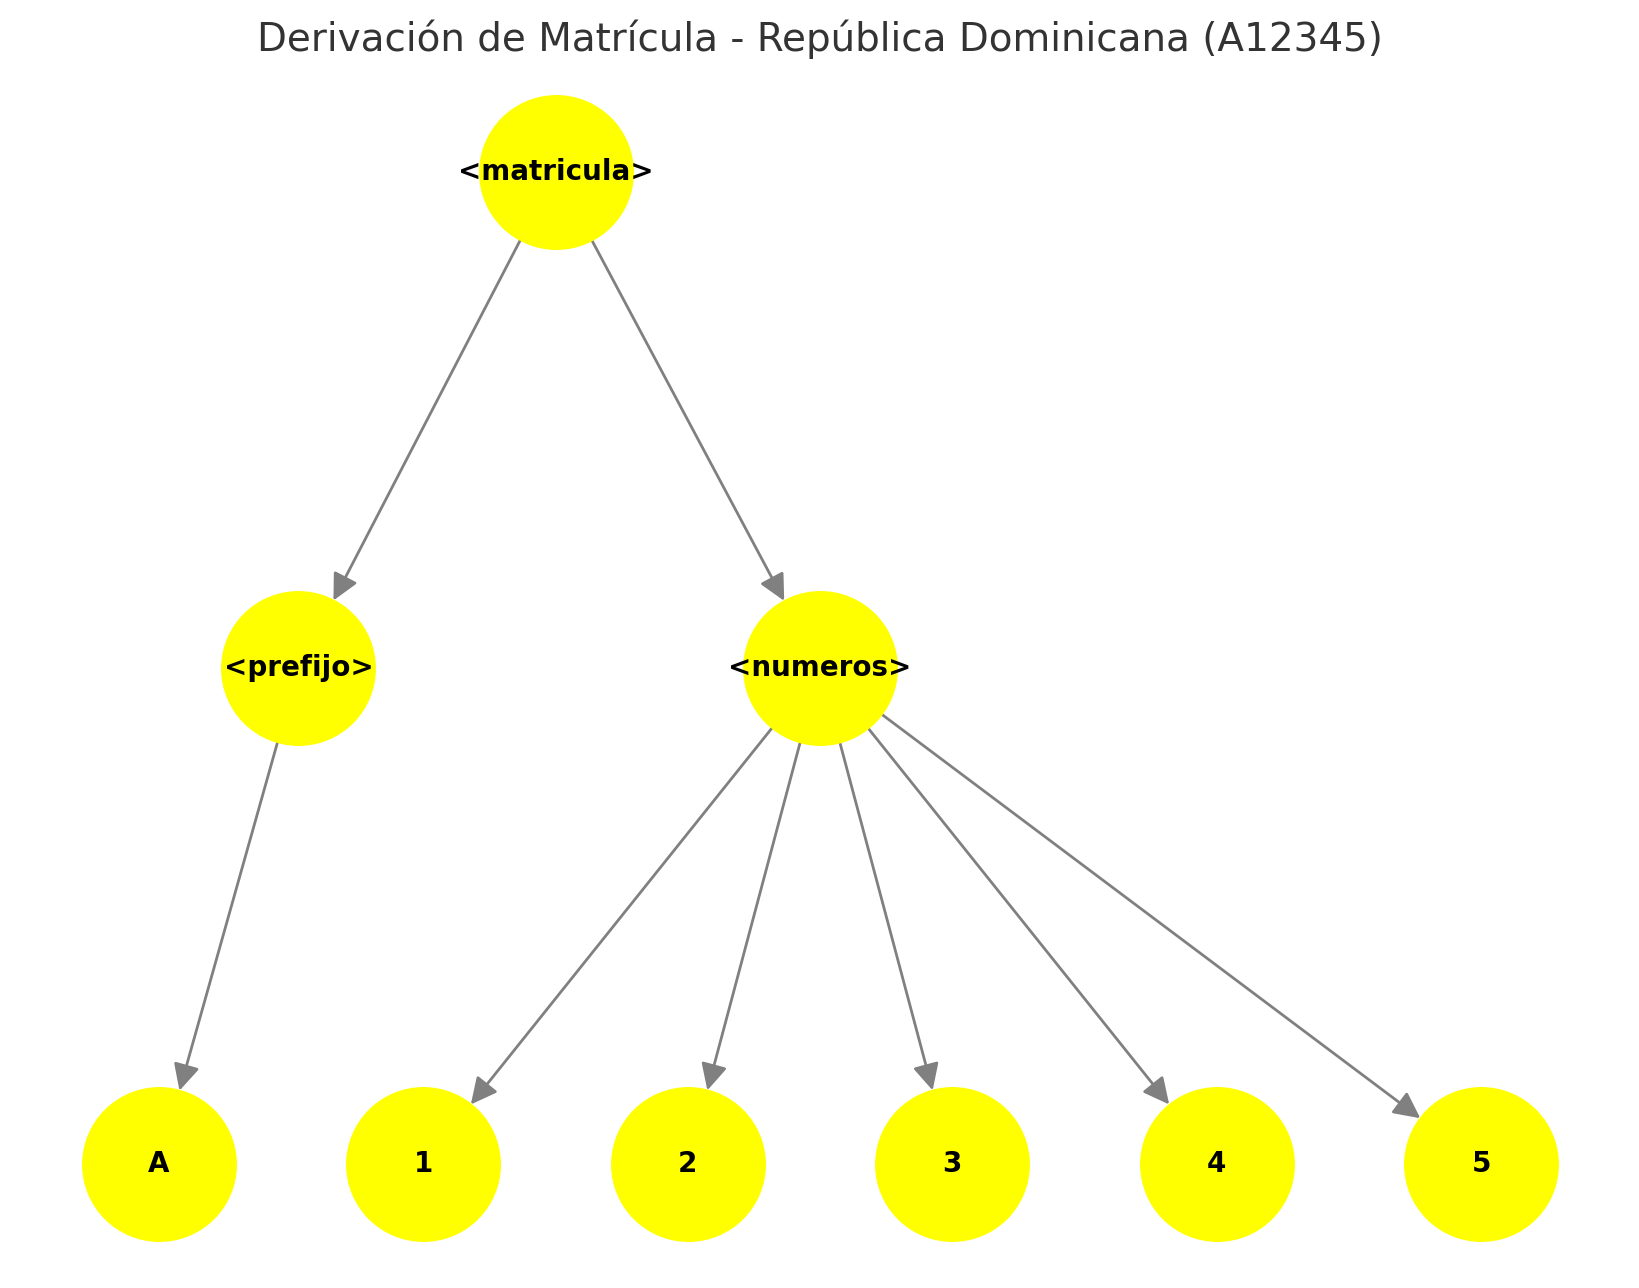 Derivación de Matrícula - República Dominicana (A12345)
<matricula>
<prefijo>
<numeros>
A
1
2
3
4
5